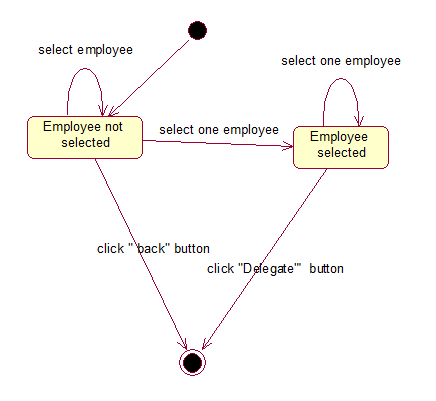 select employee
select one employee
Employee not
selected
select one employee
Employee
selected
click " back" button
click "Delegate'" button